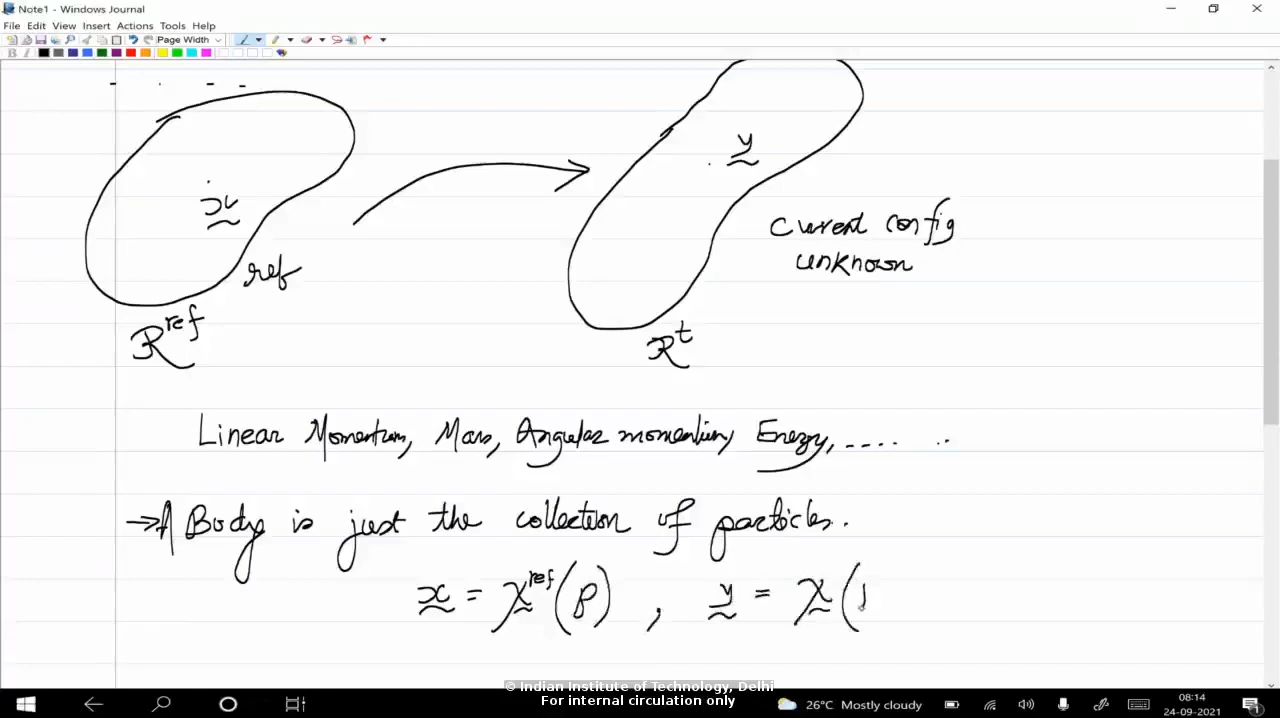 Note1 - Windows Journal
File Edit View Insert Actions Tools Help
Page Width
B I
x
y
ref
Current config
unknown
R^ref
R^t
Linear Momentum, Mass, Angular momentum, Energy, .... ..
→ A Body is just the collection of particles.
x = χ^ref(p) , y = χ(
© Indian Institute of Technology, Delhi
For internal circulation only
26°C Mostly cloudy
08:14
24-09-2021
1